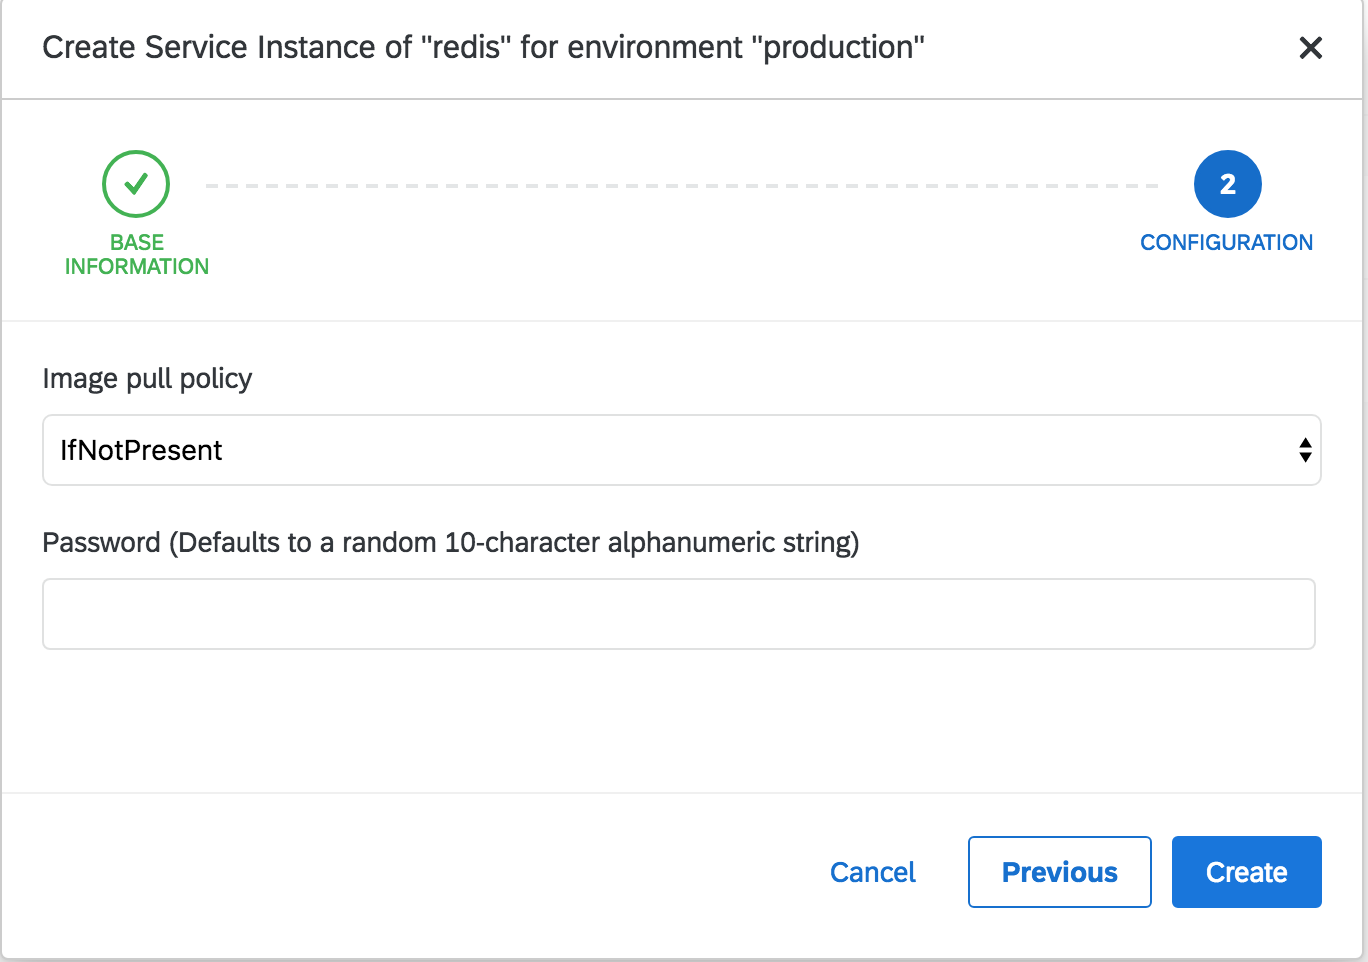 Create Service Instance of "redis" for environment "production"
2
BASE
INFORMATION
CONFIGURATION
Image pull policy
IfNotPresent
Password (Defaults to a random 10-character alphanumeric string)
Cancel
Previous
Create